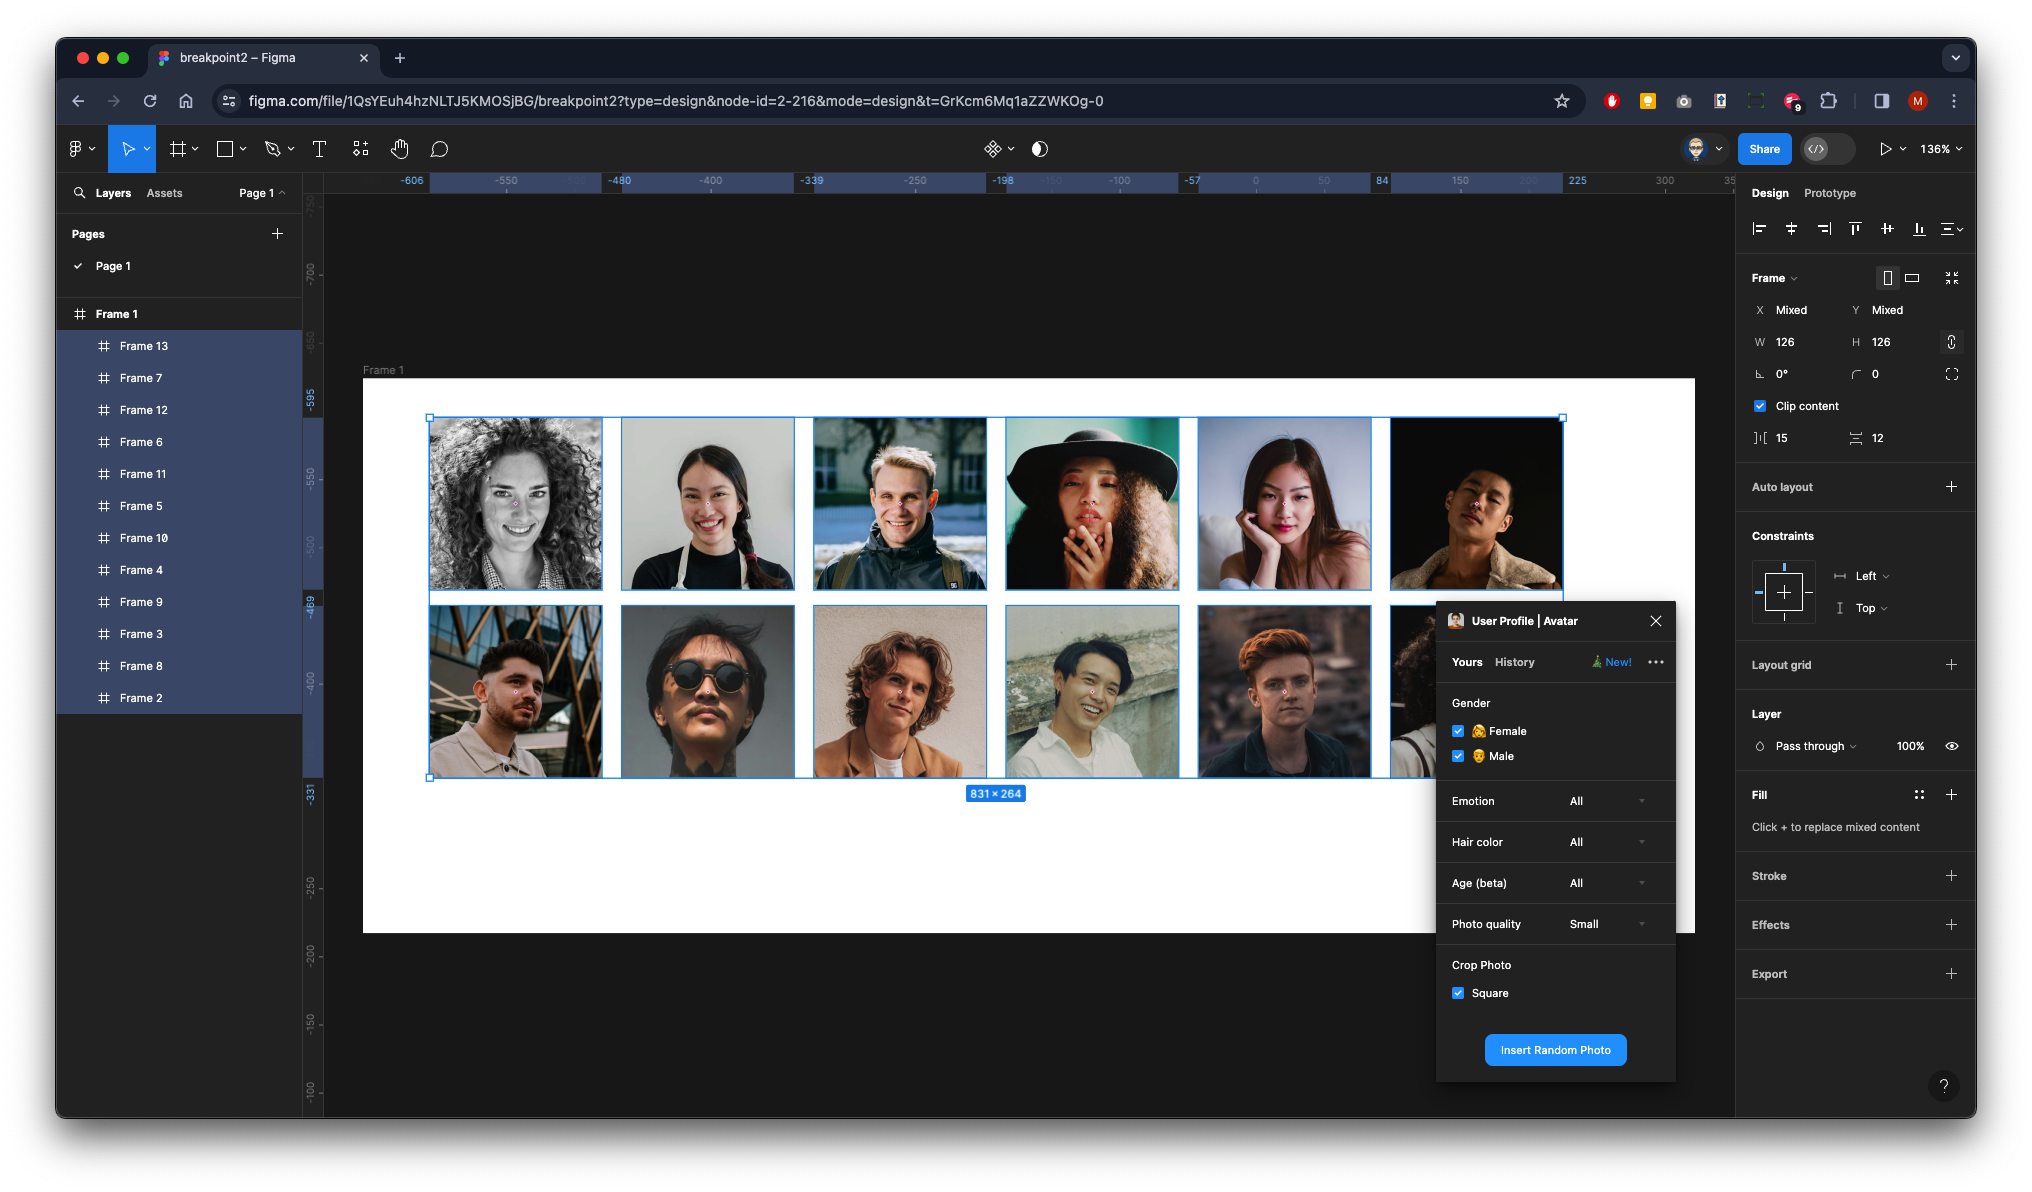 breakpoint2 – Figma
figma.com/file/1QsYEuh4hzNLTJ5KMOSjBG/breakpoint2?type=design&node-id=2-216&mode=design&t=GrKcm6Mq1aZZWKOg-0
9
M
Share
136%
Layers
Assets
Page 1
Pages
Page 1
Frame 1
Frame 13
Frame 7
Frame 12
Frame 6
Frame 11
Frame 5
Frame 10
Frame 4
Frame 9
Frame 3
Frame 8
Frame 2
-606 -550 -480 -400 -339 -250 -198 -150 -100 -57 0 50 84 150 200 225 300
-750
-700
-650
-595
-550
-500
-469
-400
-331
-250
-200
-150
-100
Frame 1
831 × 264
User Profile | Avatar
Yours
History
New!
Gender
Female
Male
Emotion All
Hair color All
Age (beta) All
Photo quality Small
Crop Photo
Square
Insert Random Photo
Design
Prototype
Frame
X Mixed Y Mixed
W 126 H 126
0° 0
Clip content
15 12
Auto layout
Constraints
Left
Top
Layout grid
Layer
Pass through 100%
Fill
Click + to replace mixed content
Stroke
Effects
Export
?